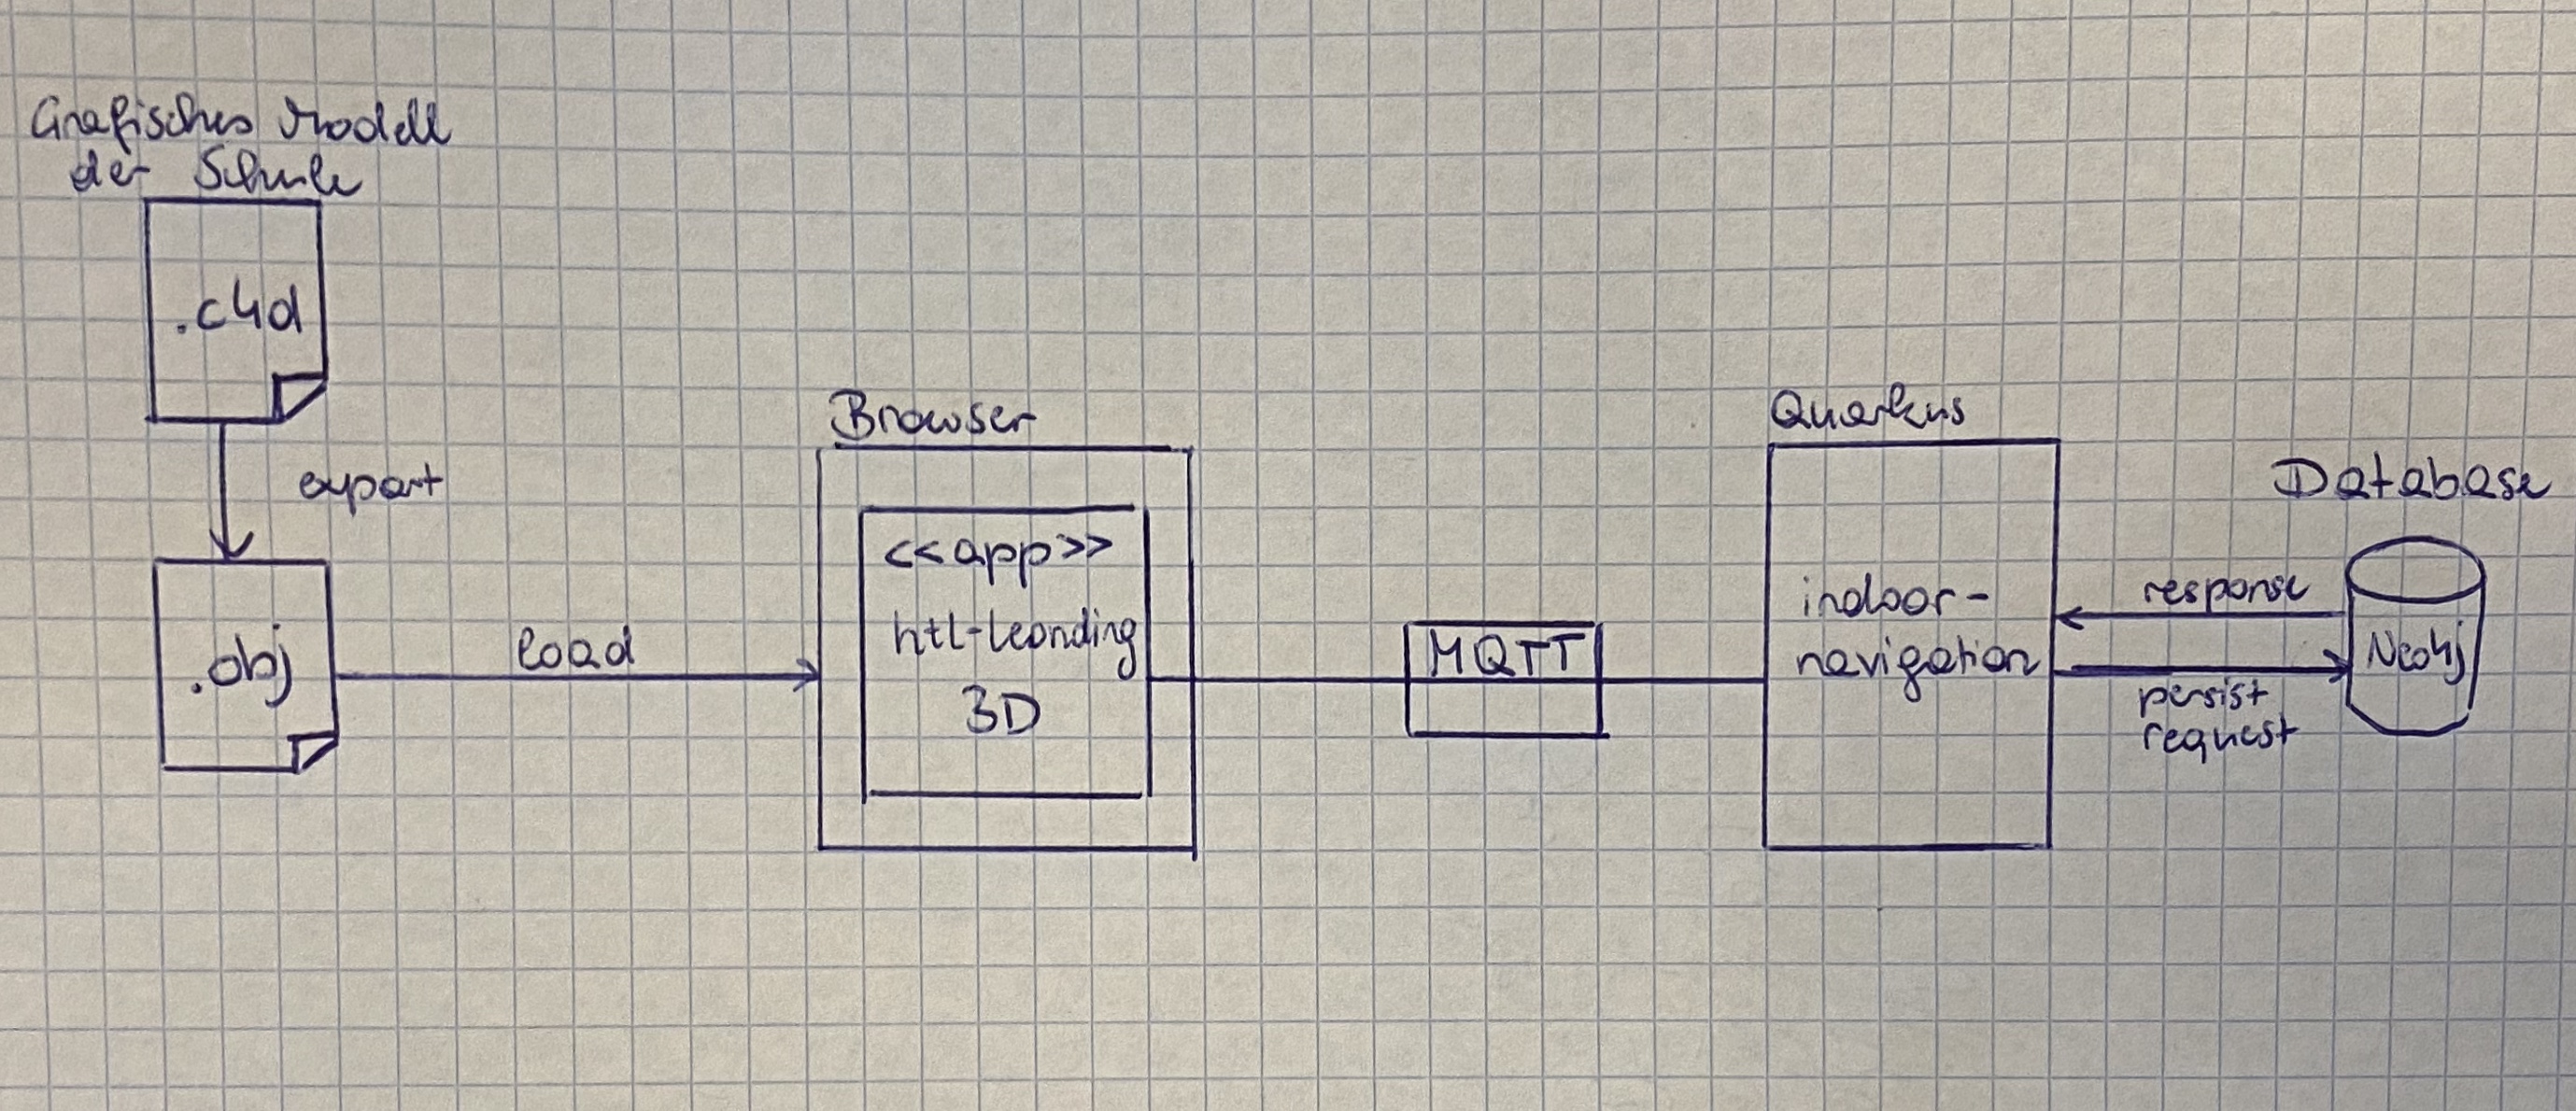 Grafisches Modell
der Schule
.c4d
export
.obj
load
Browser
<<app>>
htl-leonding
3D
MQTT
Quarkus
indoor-
navigation
response
persist
request
Database
Neo4j